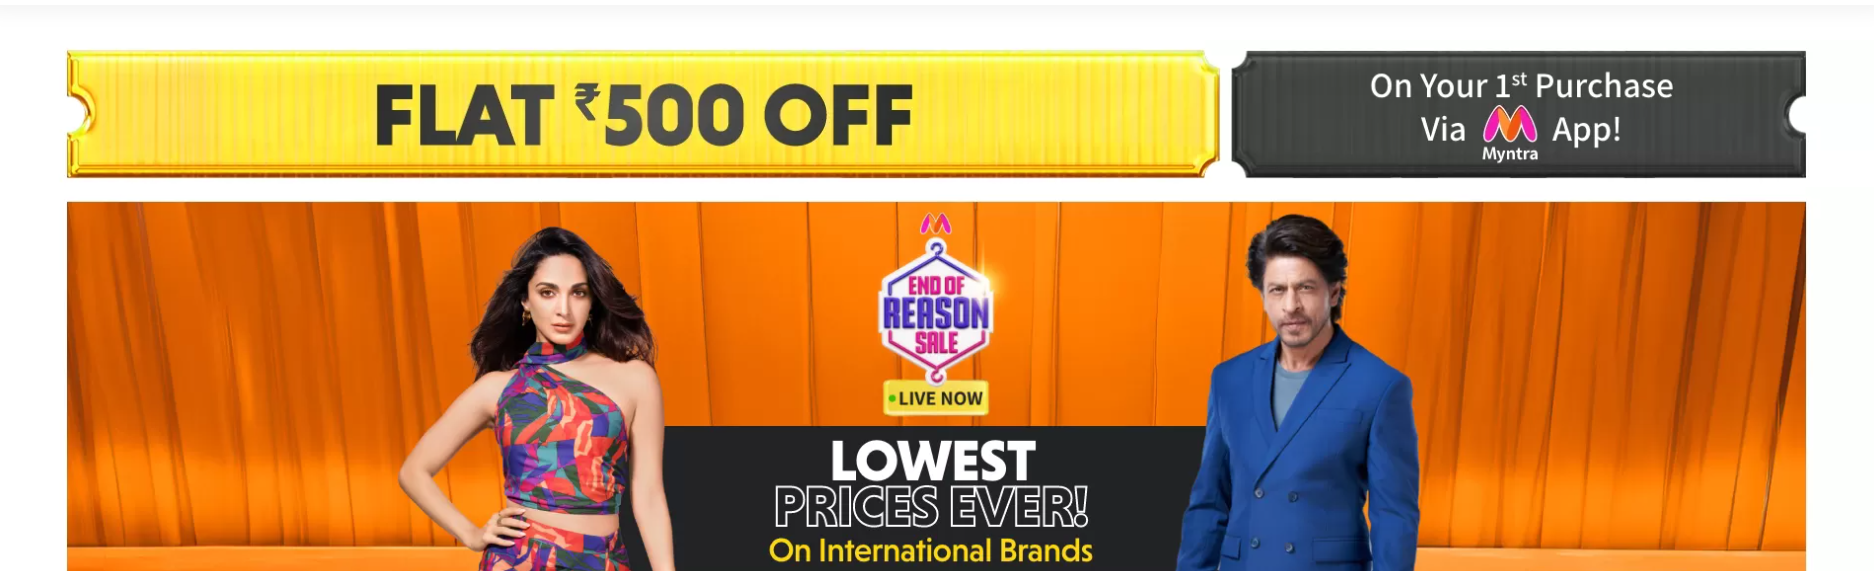 FLAT ₹500 OFF
On Your 1st Purchase
Via Myntra App!
END OF
REASON
SALE
LIVE NOW
LOWEST
PRICES EVER!
On International Brands